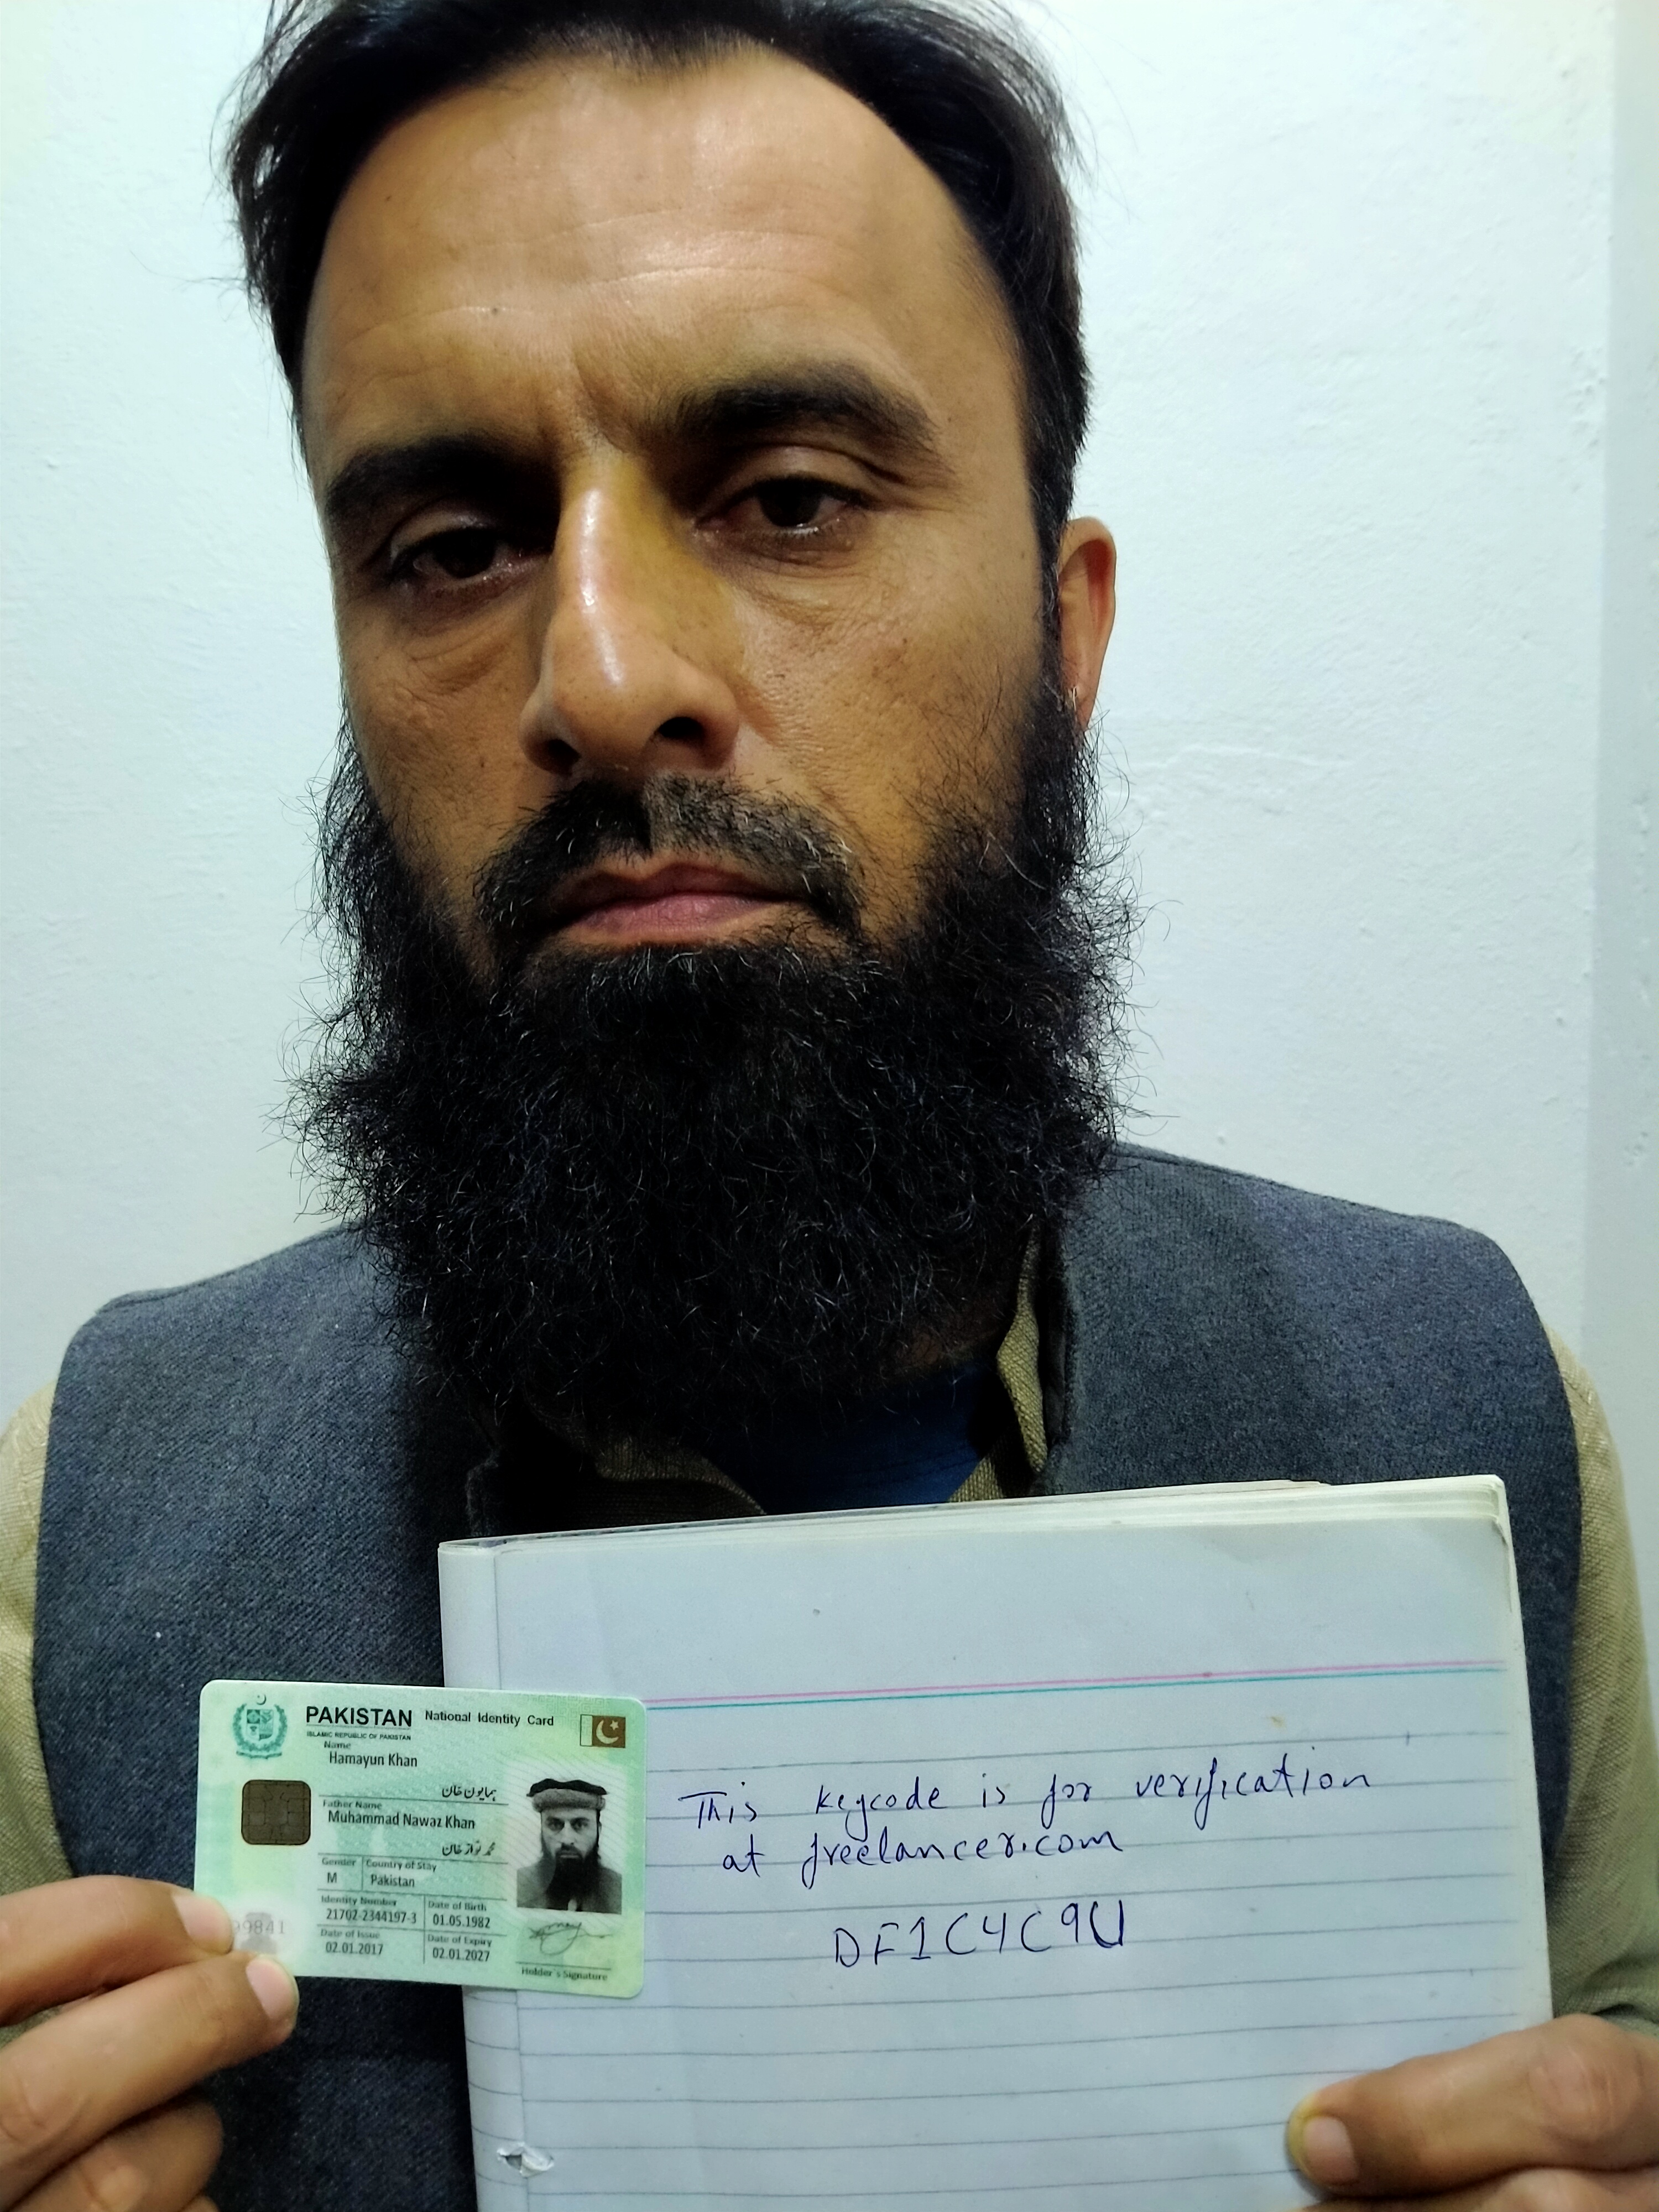 PAKISTAN National Identity Card
ISLAMIC REPUBLIC OF PAKISTAN
Name
Hamayun Khan
ہمایون خان
Father Name
Muhammad Nawaz Khan
محمد نواز خان
Gender Country of Stay
M Pakistan
Identity Number Date of Birth
21702-2344197-3 01.05.1982
Date of Issue Date of Expiry
02.01.2017 02.01.2027
Holder's Signature
This keycode is for verification
at freelancer.com
DF1C4C9U